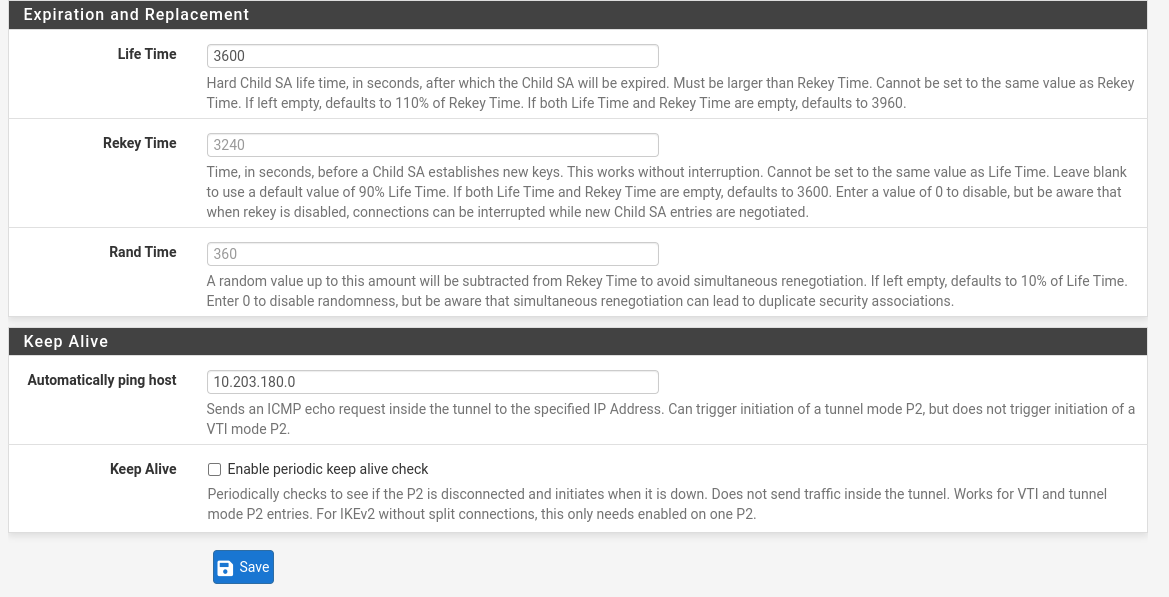 Expiration and Replacement
Life Time
3600
Hard Child SA life time, in seconds, after which the Child SA will be expired. Must be larger than Rekey Time. Cannot be set to the same value as Rekey
Time. If left empty, defaults to 110% of Rekey Time. If both Life Time and Rekey Time are empty, defaults to 3960.
Rekey Time
3240
Time, in seconds, before a Child SA establishes new keys. This works without interruption. Cannot be set to the same value as Life Time. Leave blank
to use a default value of 90% Life Time. If both Life Time and Rekey Time are empty, defaults to 3600. Enter a value of 0 to disable, but be aware that
when rekey is disabled, connections can be interrupted while new Child SA entries are negotiated.
Rand Time
360
A random value up to this amount will be subtracted from Rekey Time to avoid simultaneous renegotiation. If left empty, defaults to 10% of Life Time.
Enter 0 to disable randomness, but be aware that simultaneous renegotiation can lead to duplicate security associations.
Keep Alive
Automatically ping host
10.203.180.0
Sends an ICMP echo request inside the tunnel to the specified IP Address. Can trigger initiation of a tunnel mode P2, but does not trigger initiation of a
VTI mode P2.
Keep Alive
Enable periodic keep alive check
Periodically checks to see if the P2 is disconnected and initiates when it is down. Does not send traffic inside the tunnel. Works for VTI and tunnel
mode P2 entries. For IKEv2 without split connections, this only needs enabled on one P2.
Save